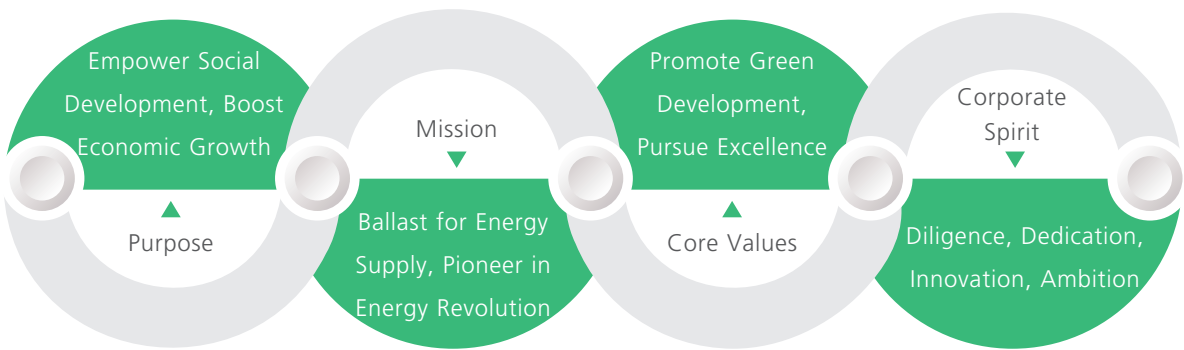 Empower Social
Development, Boost
Economic Growth
Purpose
Mission
Ballast for Energy
Supply, Pioneer in
Energy Revolution
Promote Green
Development,
Pursue Excellence
Core Values
Corporate
Spirit
Diligence, Dedication,
Innovation, Ambition